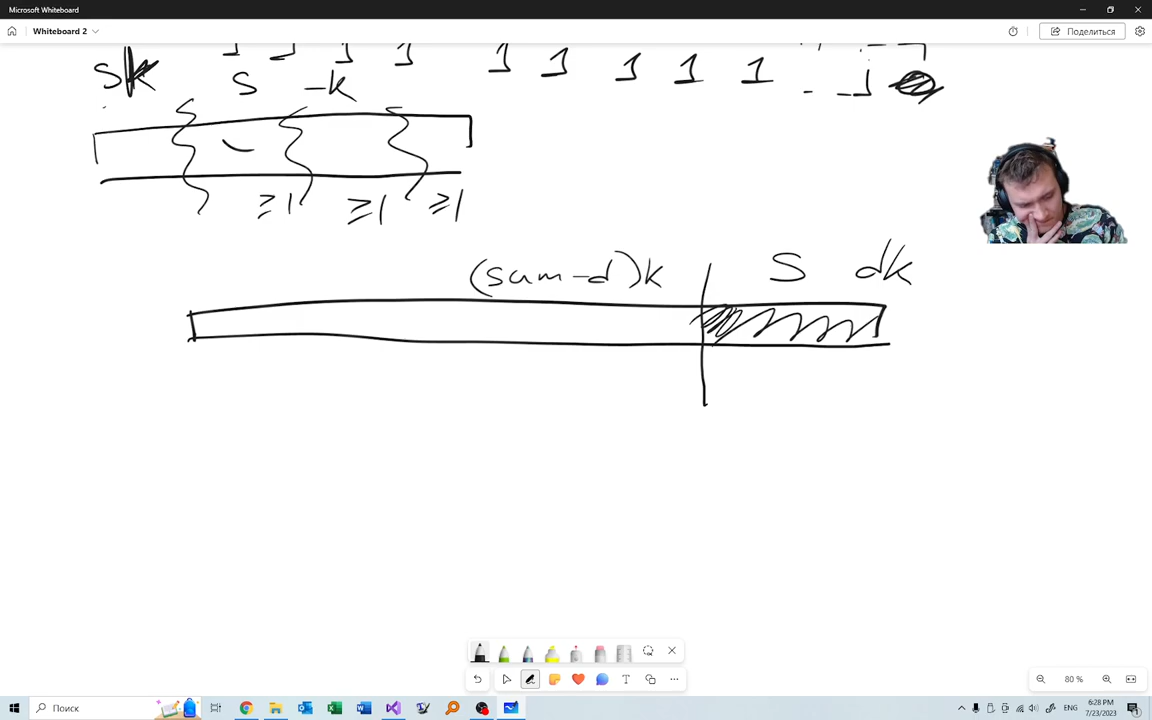 Microsoft Whiteboard
Whiteboard 2
Поделиться
1 1 1 1 1 1 1
S S -k
≥1 ≥1 ≥1
(sum-d)k S dk
80 %
Поиск
ENG
6:28 PM
7/23/2023